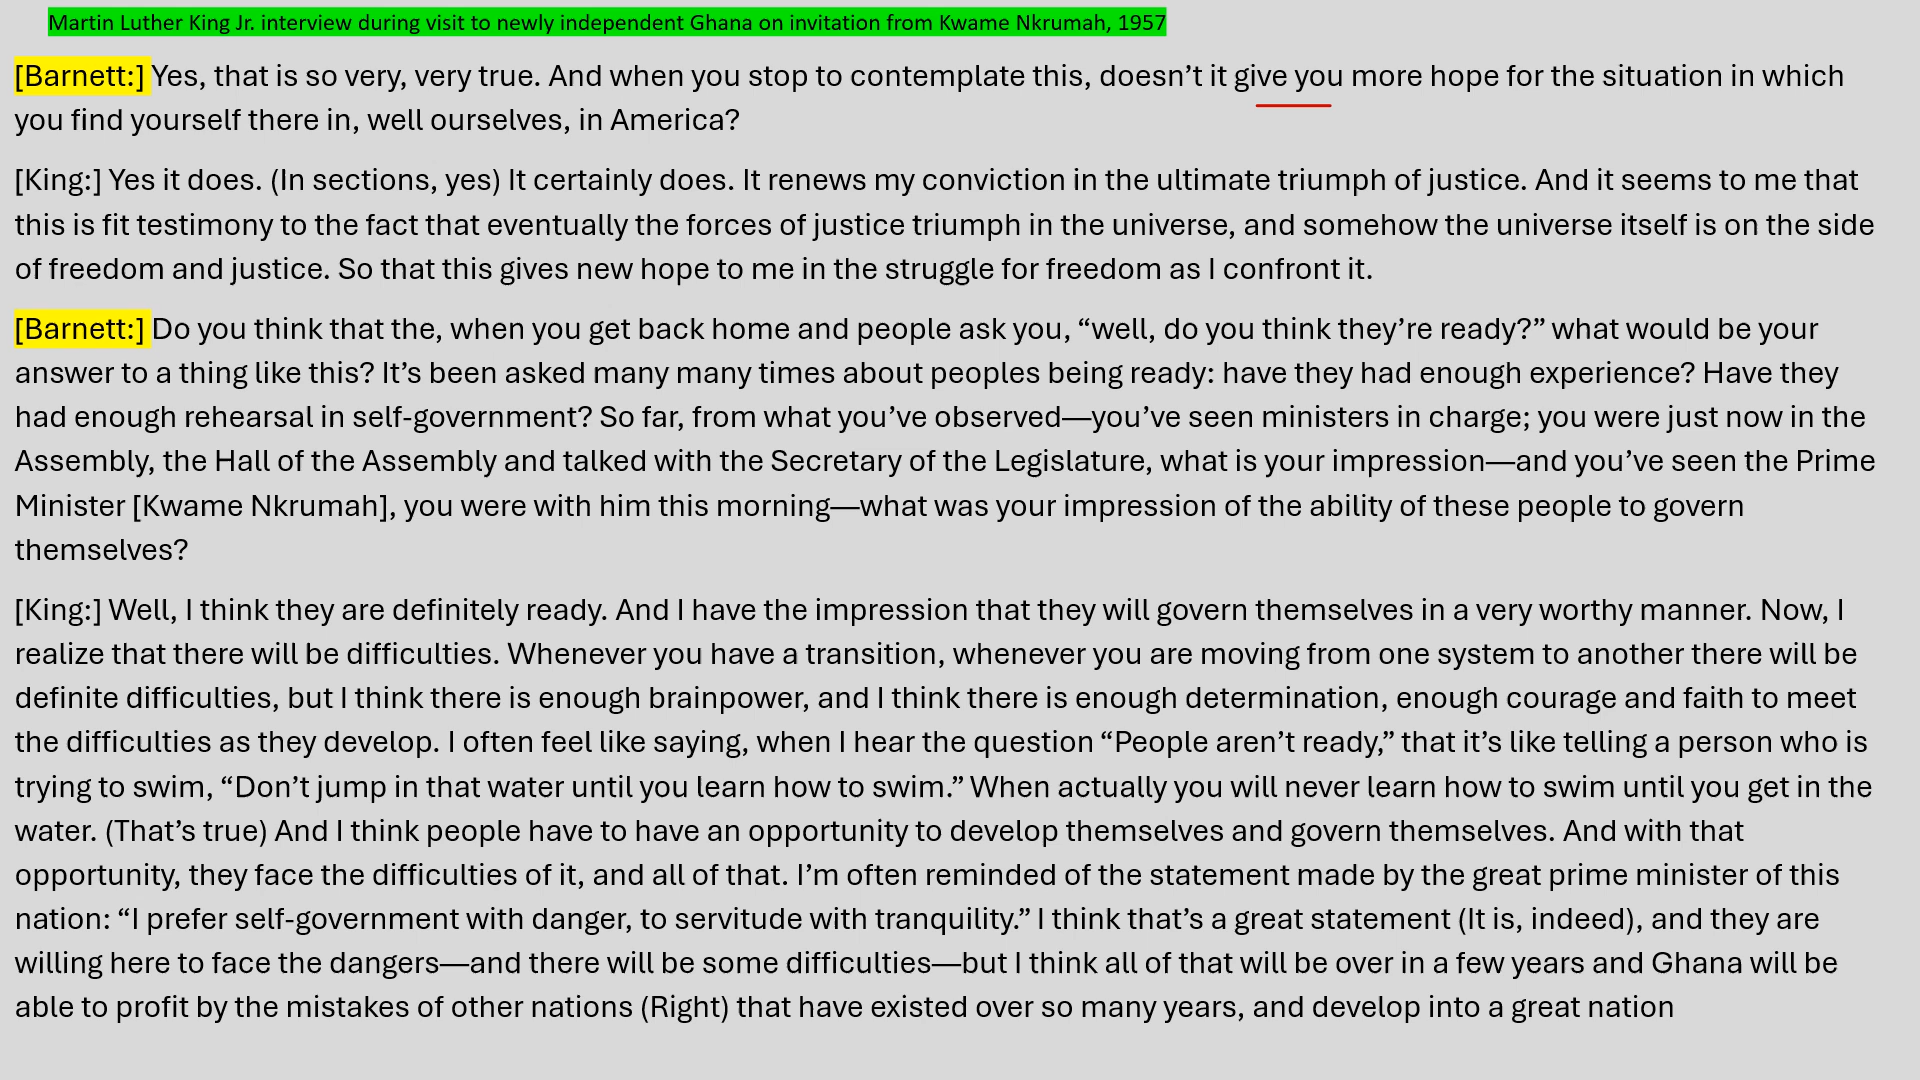 Martin Luther King Jr. interview during visit to newly independent Ghana on invitation from Kwame Nkrumah, 1957
[Barnett:] Yes, that is so very, very true. And when you stop to contemplate this, doesn’t it give you more hope for the situation in which
you find yourself there in, well ourselves, in America?
[King:] Yes it does. (In sections, yes) It certainly does. It renews my conviction in the ultimate triumph of justice. And it seems to me that
this is fit testimony to the fact that eventually the forces of justice triumph in the universe, and somehow the universe itself is on the side
of freedom and justice. So that this gives new hope to me in the struggle for freedom as I confront it.
[Barnett:] Do you think that the, when you get back home and people ask you, “well, do you think they’re ready?” what would be your
answer to a thing like this? It’s been asked many many times about peoples being ready: have they had enough experience? Have they
had enough rehearsal in self-government? So far, from what you’ve observed—you’ve seen ministers in charge; you were just now in the
Assembly, the Hall of the Assembly and talked with the Secretary of the Legislature, what is your impression—and you’ve seen the Prime
Minister [Kwame Nkrumah], you were with him this morning—what was your impression of the ability of these people to govern
themselves?
[King:] Well, I think they are definitely ready. And I have the impression that they will govern themselves in a very worthy manner. Now, I
realize that there will be difficulties. Whenever you have a transition, whenever you are moving from one system to another there will be
definite difficulties, but I think there is enough brainpower, and I think there is enough determination, enough courage and faith to meet
the difficulties as they develop. I often feel like saying, when I hear the question “People aren’t ready,” that it’s like telling a person who is
trying to swim, “Don’t jump in that water until you learn how to swim.” When actually you will never learn how to swim until you get in the
water. (That’s true) And I think people have to have an opportunity to develop themselves and govern themselves. And with that
opportunity, they face the difficulties of it, and all of that. I’m often reminded of the statement made by the great prime minister of this
nation: “I prefer self-government with danger, to servitude with tranquility.” I think that’s a great statement (It is, indeed), and they are
willing here to face the dangers—and there will be some difficulties—but I think all of that will be over in a few years and Ghana will be
able to profit by the mistakes of other nations (Right) that have existed over so many years, and develop into a great nation